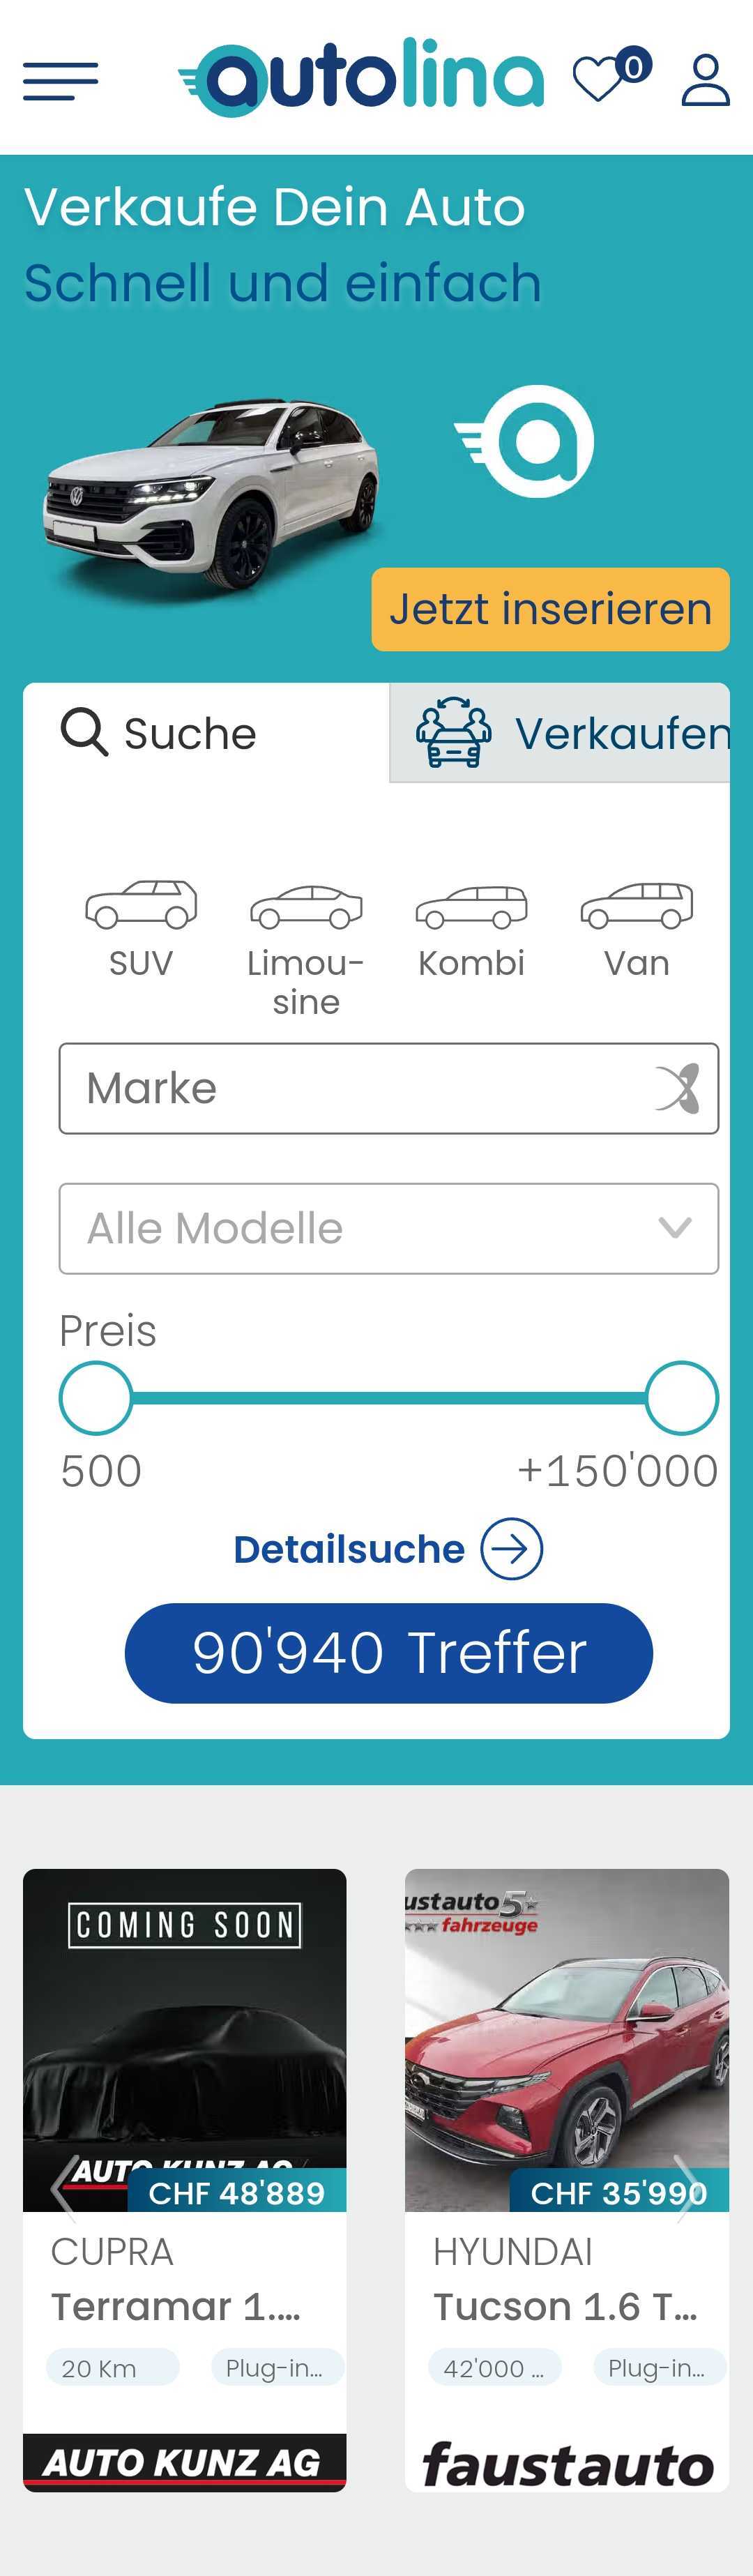 autolina
0
Verkaufe Dein Auto
Schnell und einfach
Jetzt inserieren
Suche
Verkaufen
SUV
Limou-
sine
Kombi
Van
Marke
Alle Modelle
Preis
500
+150'000
Detailsuche
90'940 Treffer
COMING SOON
AUTO KUNZ AG
CHF 48'889
CUPRA
Terramar 1....
20 Km
Plug-in...
AUTO KUNZ AG
ustauto 5
fahrzeuge
CHF 35'990
HYUNDAI
Tucson 1.6 T...
42'000 ...
Plug-in...
faustauto